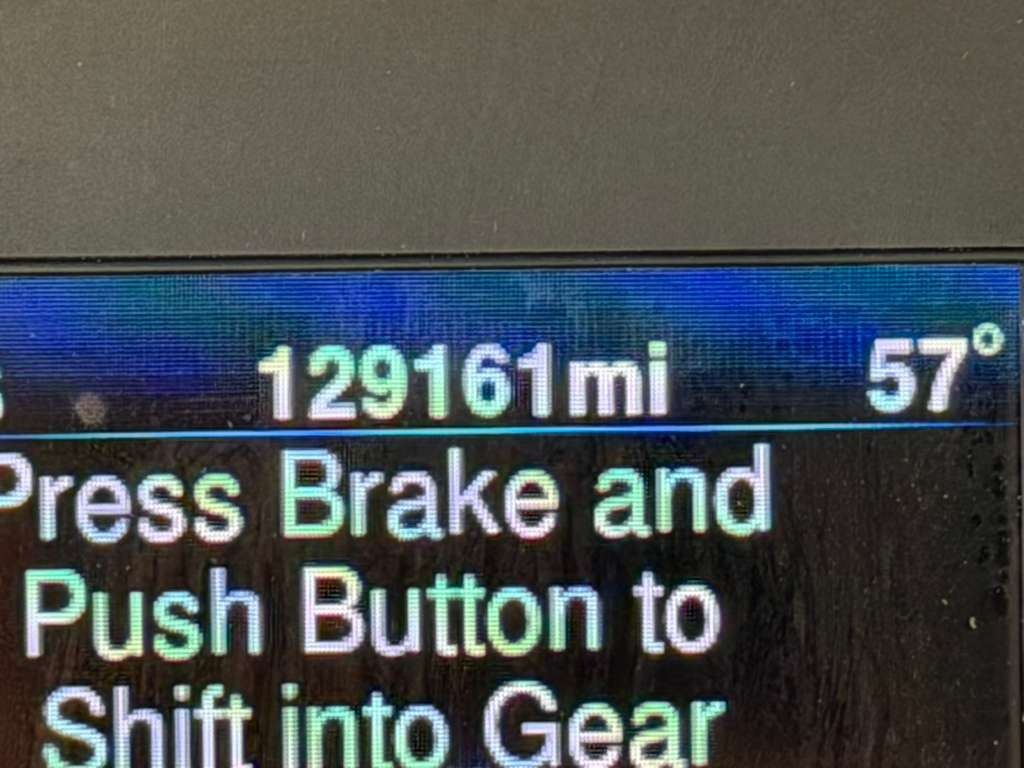 129161mi 57°
Press Brake and
Push Button to
Shift into Gear